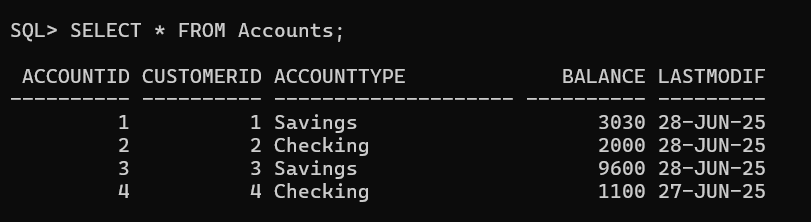 SQL> SELECT * FROM Accounts;
ACCOUNTID CUSTOMERID ACCOUNTTYPE BALANCE LASTMODIF
---------- ---------- -------------------- ---------- ---------
1 1 Savings 3030 28-JUN-25
2 2 Checking 2000 28-JUN-25
3 3 Savings 9600 28-JUN-25
4 4 Checking 1100 27-JUN-25